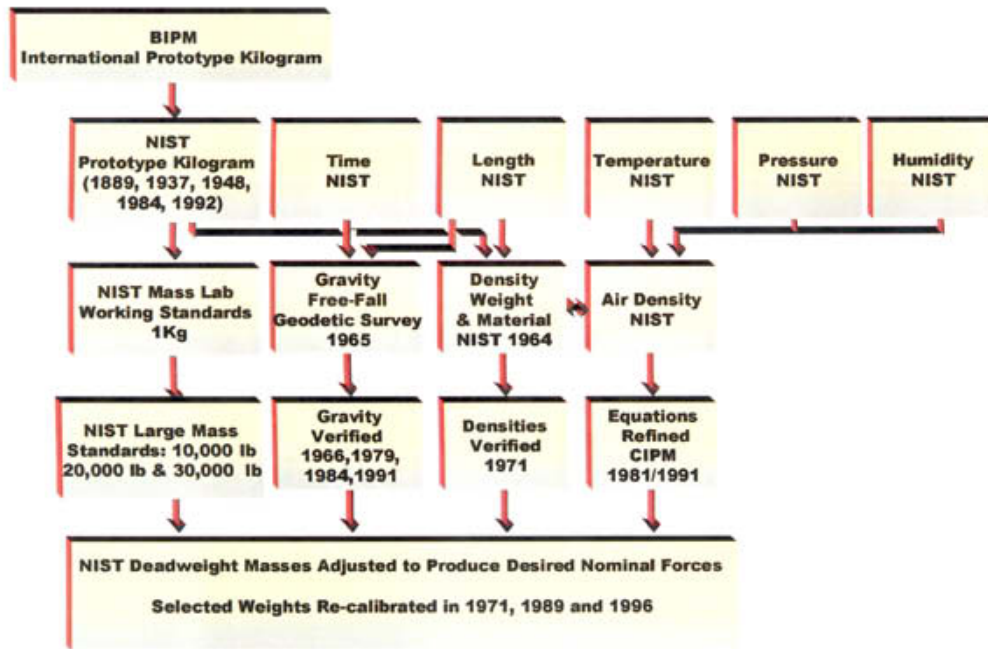 BIPM
International Prototype Kilogram
NIST
Prototype Kilogram
(1889, 1937, 1948,
1984, 1992)
Time
NIST
Length
NIST
Temperature
NIST
Pressure
NIST
Humidity
NIST
NIST Mass Lab
Working Standards
1Kg
Gravity
Free-Fall
Geodetic Survey
1965
Density
Weight
& Material
NIST 1964
Air Density
NIST
NIST Large Mass
Standards: 10,000 lb
20,000 lb & 30,000 lb
Gravity
Verified
1966,1979,
1984,1991
Densities
Verified
1971
Equations
Refined
CIPM
1981/1991
NIST Deadweight Masses Adjusted to Produce Desired Nominal Forces
Selected Weights Re-calibrated in 1971, 1989 and 1996